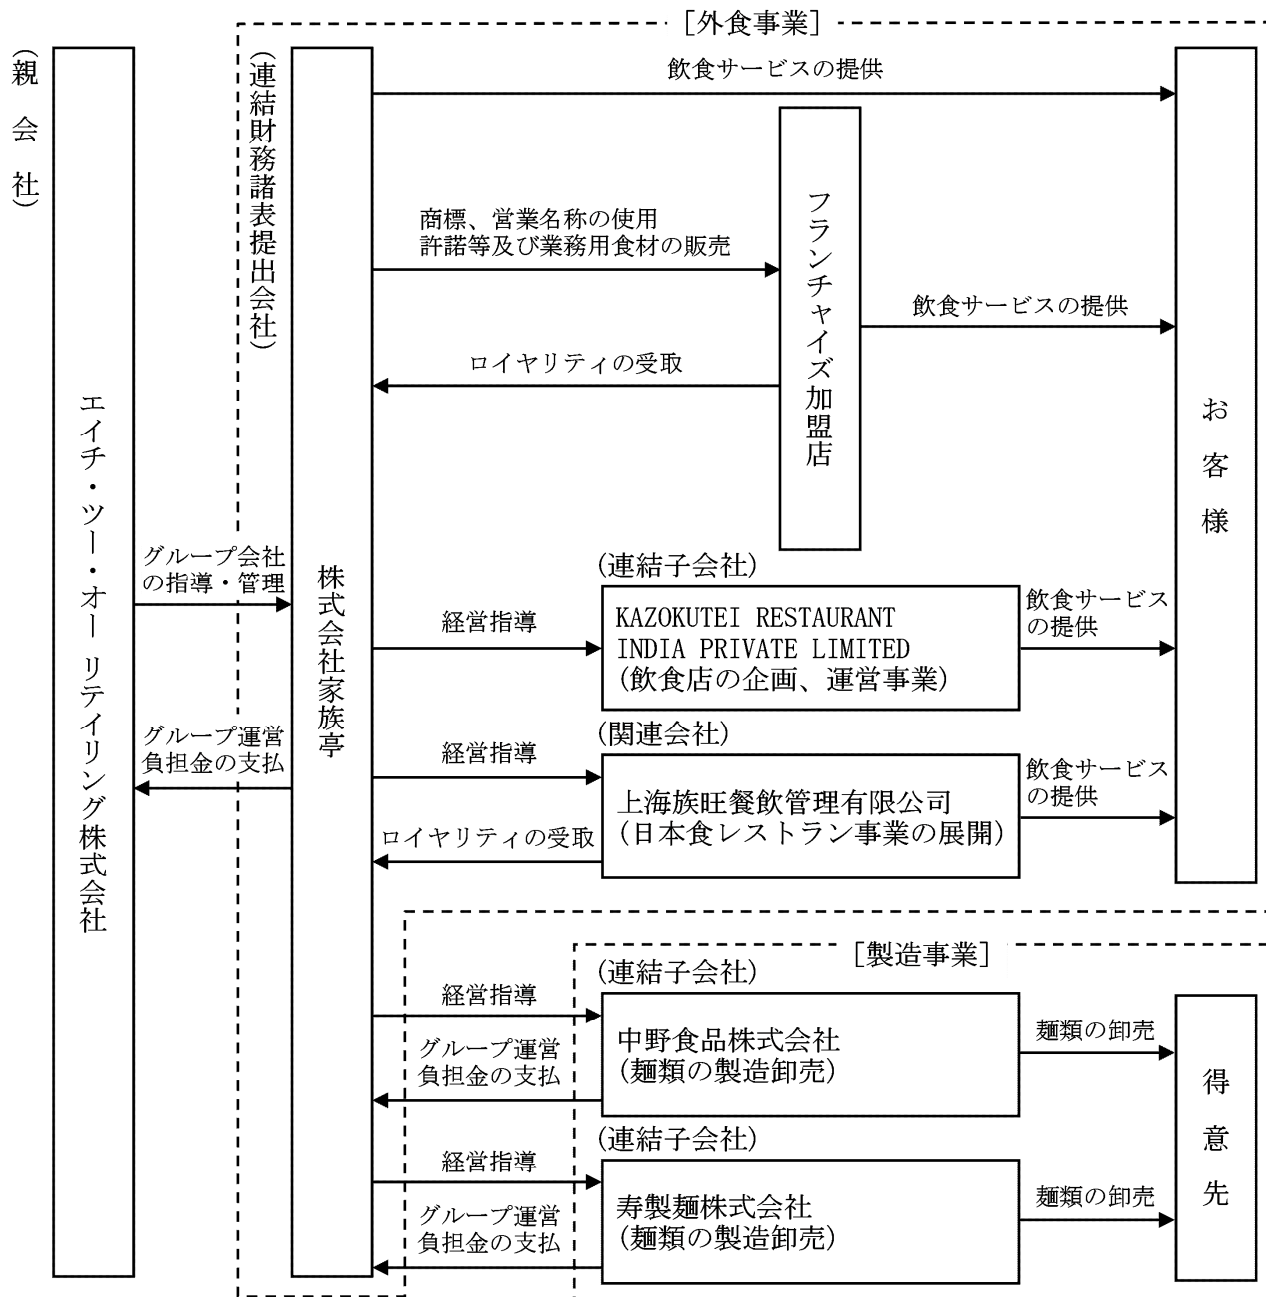 [外食事業]
(親会社)
(連結財務諸表提出会社)
飲食サービスの提供
商標、営業名称の使用
許諾等及び業務用食材の販売
フランチャイズ加盟店
飲食サービスの提供
ロイヤリティの受取
お客様
エイチ・ツー・オー リテイリング株式会社
グループ会社
の指導・管理
株式会社家族亭
(連結子会社)
経営指導
KAZOKUTEI RESTAURANT
INDIA PRIVATE LIMITED
(飲食店の企画、運営事業)
飲食サービス
の提供
グループ運営
負担金の支払
(関連会社)
経営指導
上海族旺餐飲管理有限公司
(日本食レストラン事業の展開)
飲食サービス
の提供
ロイヤリティの受取
[製造事業]
(連結子会社)
経営指導
中野食品株式会社
(麺類の製造卸売)
麺類の卸売
グループ運営
負担金の支払
得意先
(連結子会社)
経営指導
寿製麺株式会社
(麺類の製造卸売)
麺類の卸売
グループ運営
負担金の支払